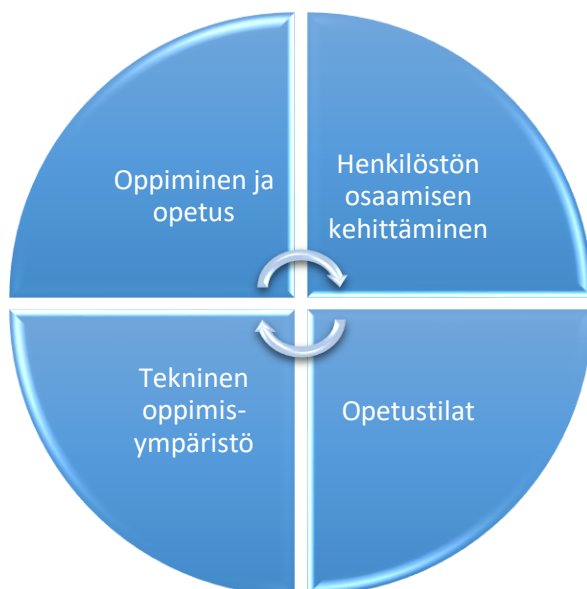 Oppiminen ja
opetus
Henkilöstön
osaamisen
kehittäminen
Tekninen
oppimis-
ympäristö
Opetustilat